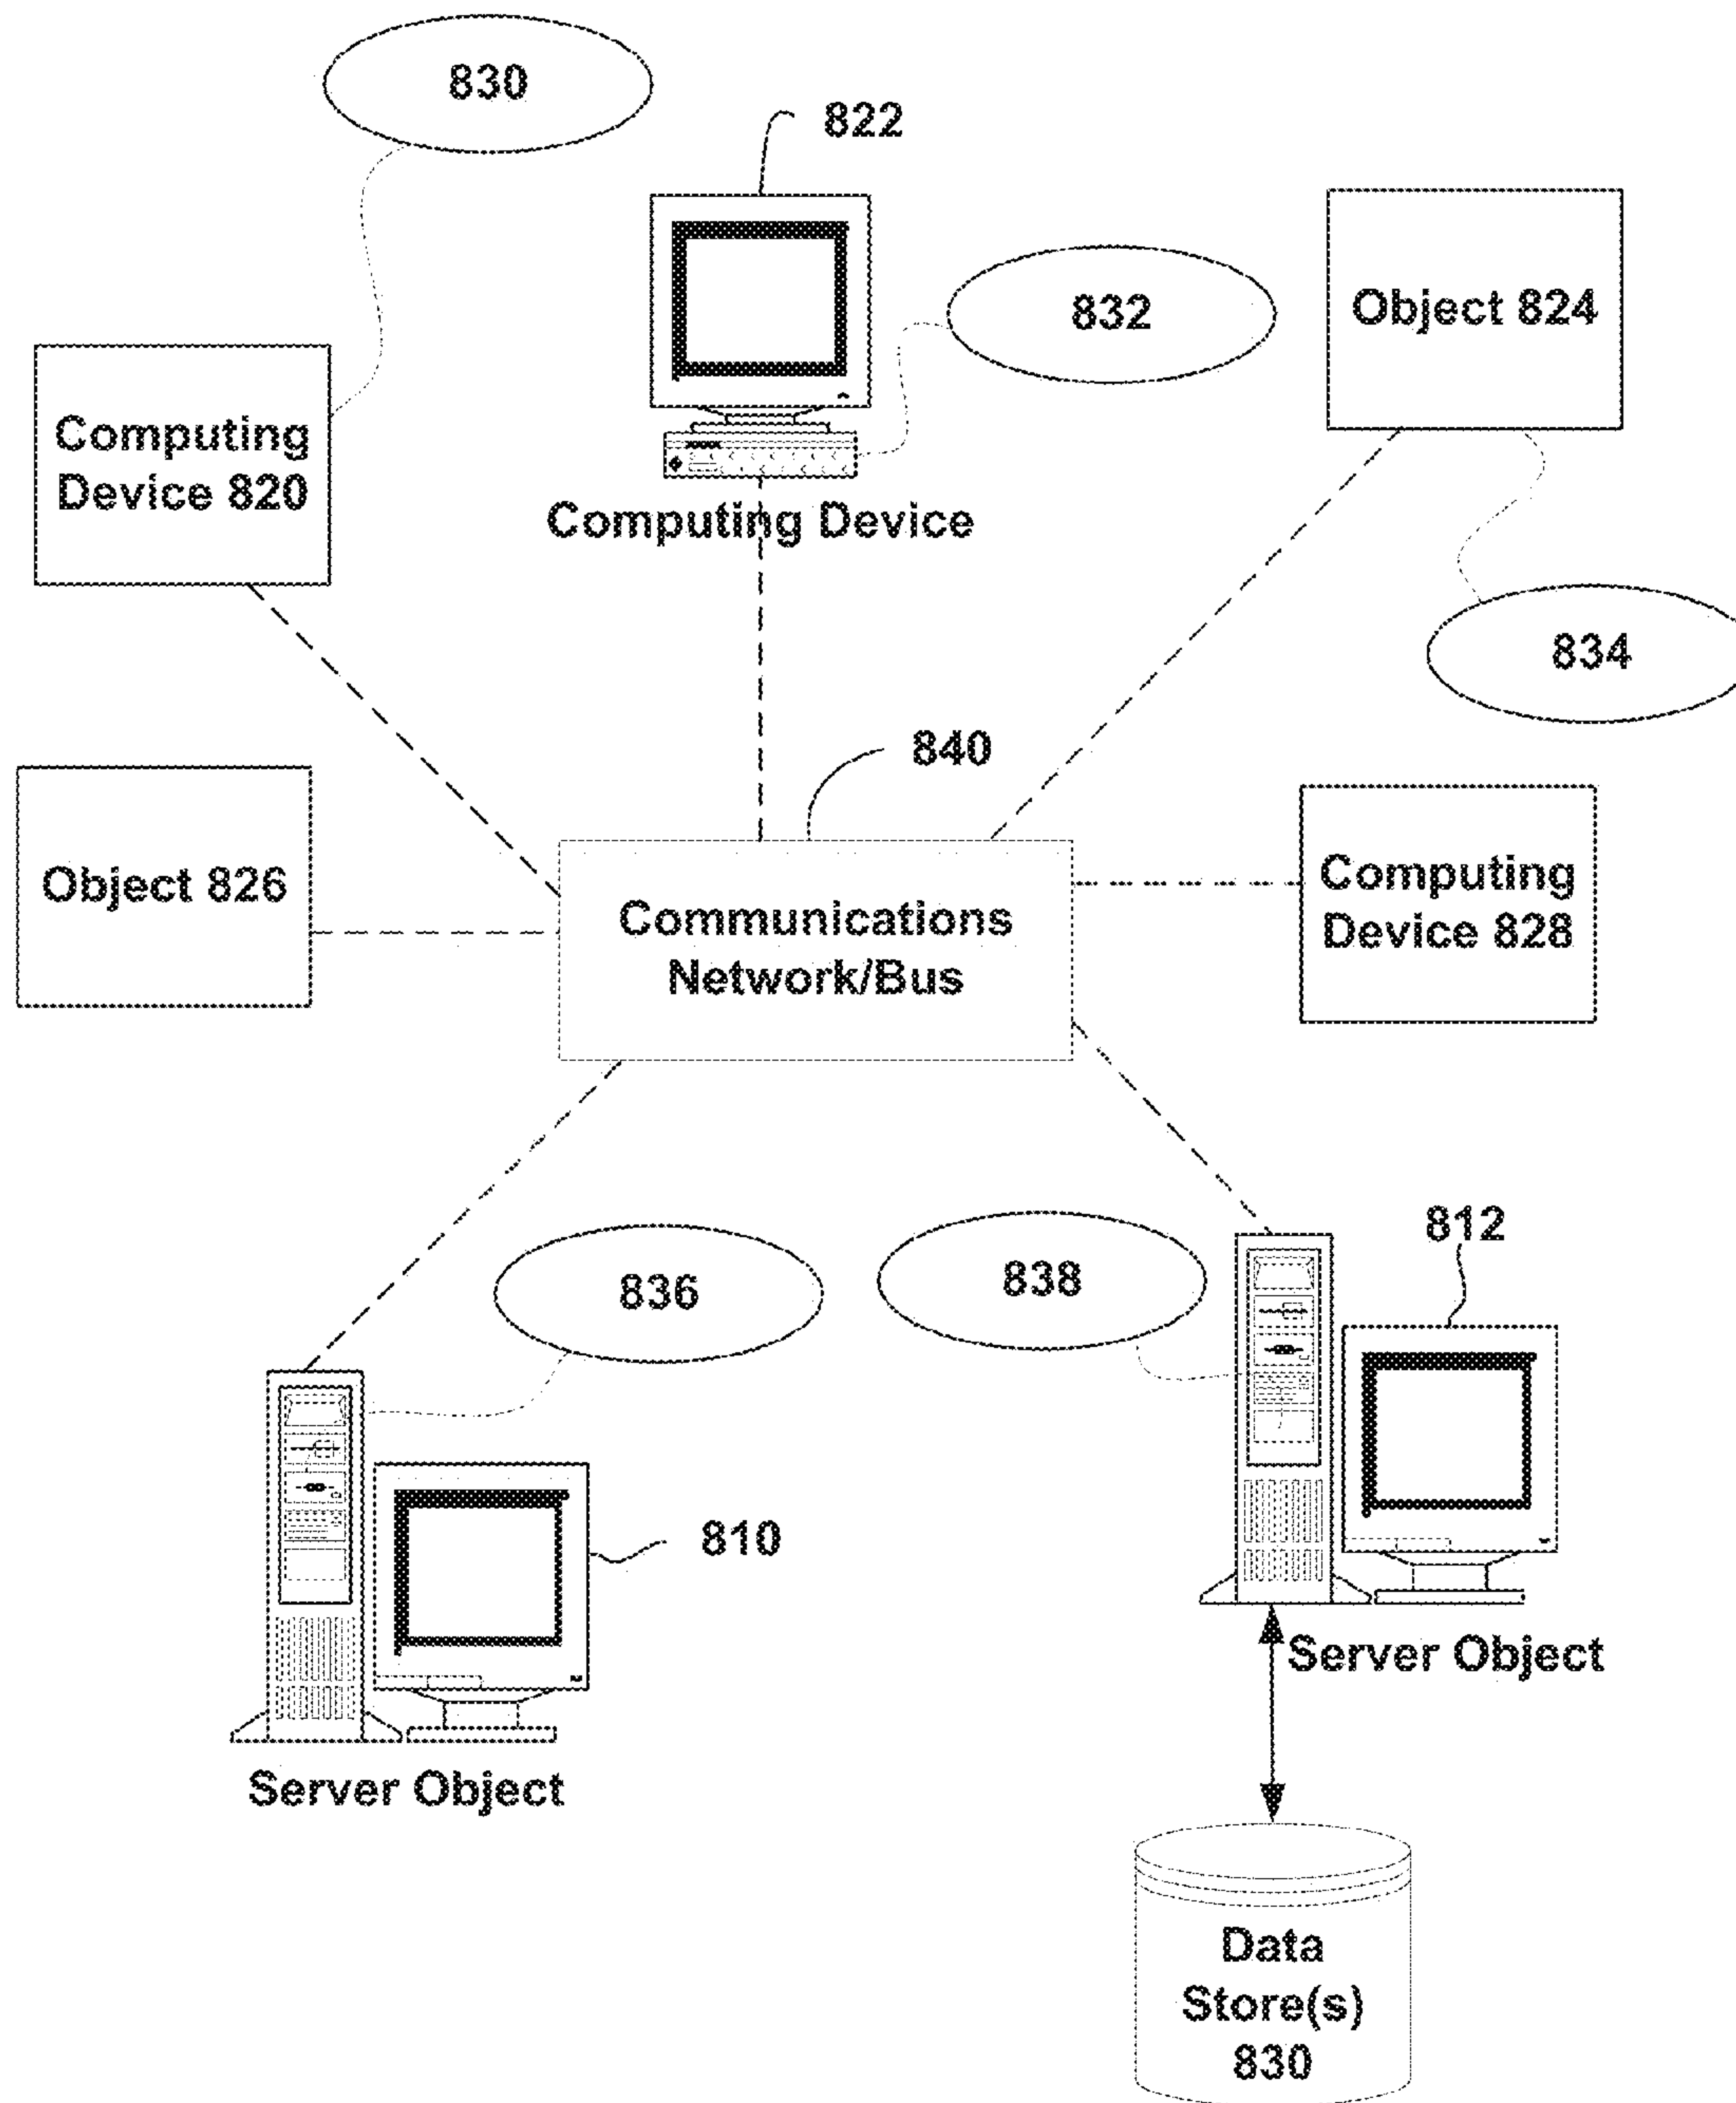 830
822
832
Object 824
Computing
Device 820
Computing Device
834
840
Object 826
Communications
Network/Bus
Computing
Device 828
836
838
812
810
Server Object
Server Object
Data
Store(s)
830